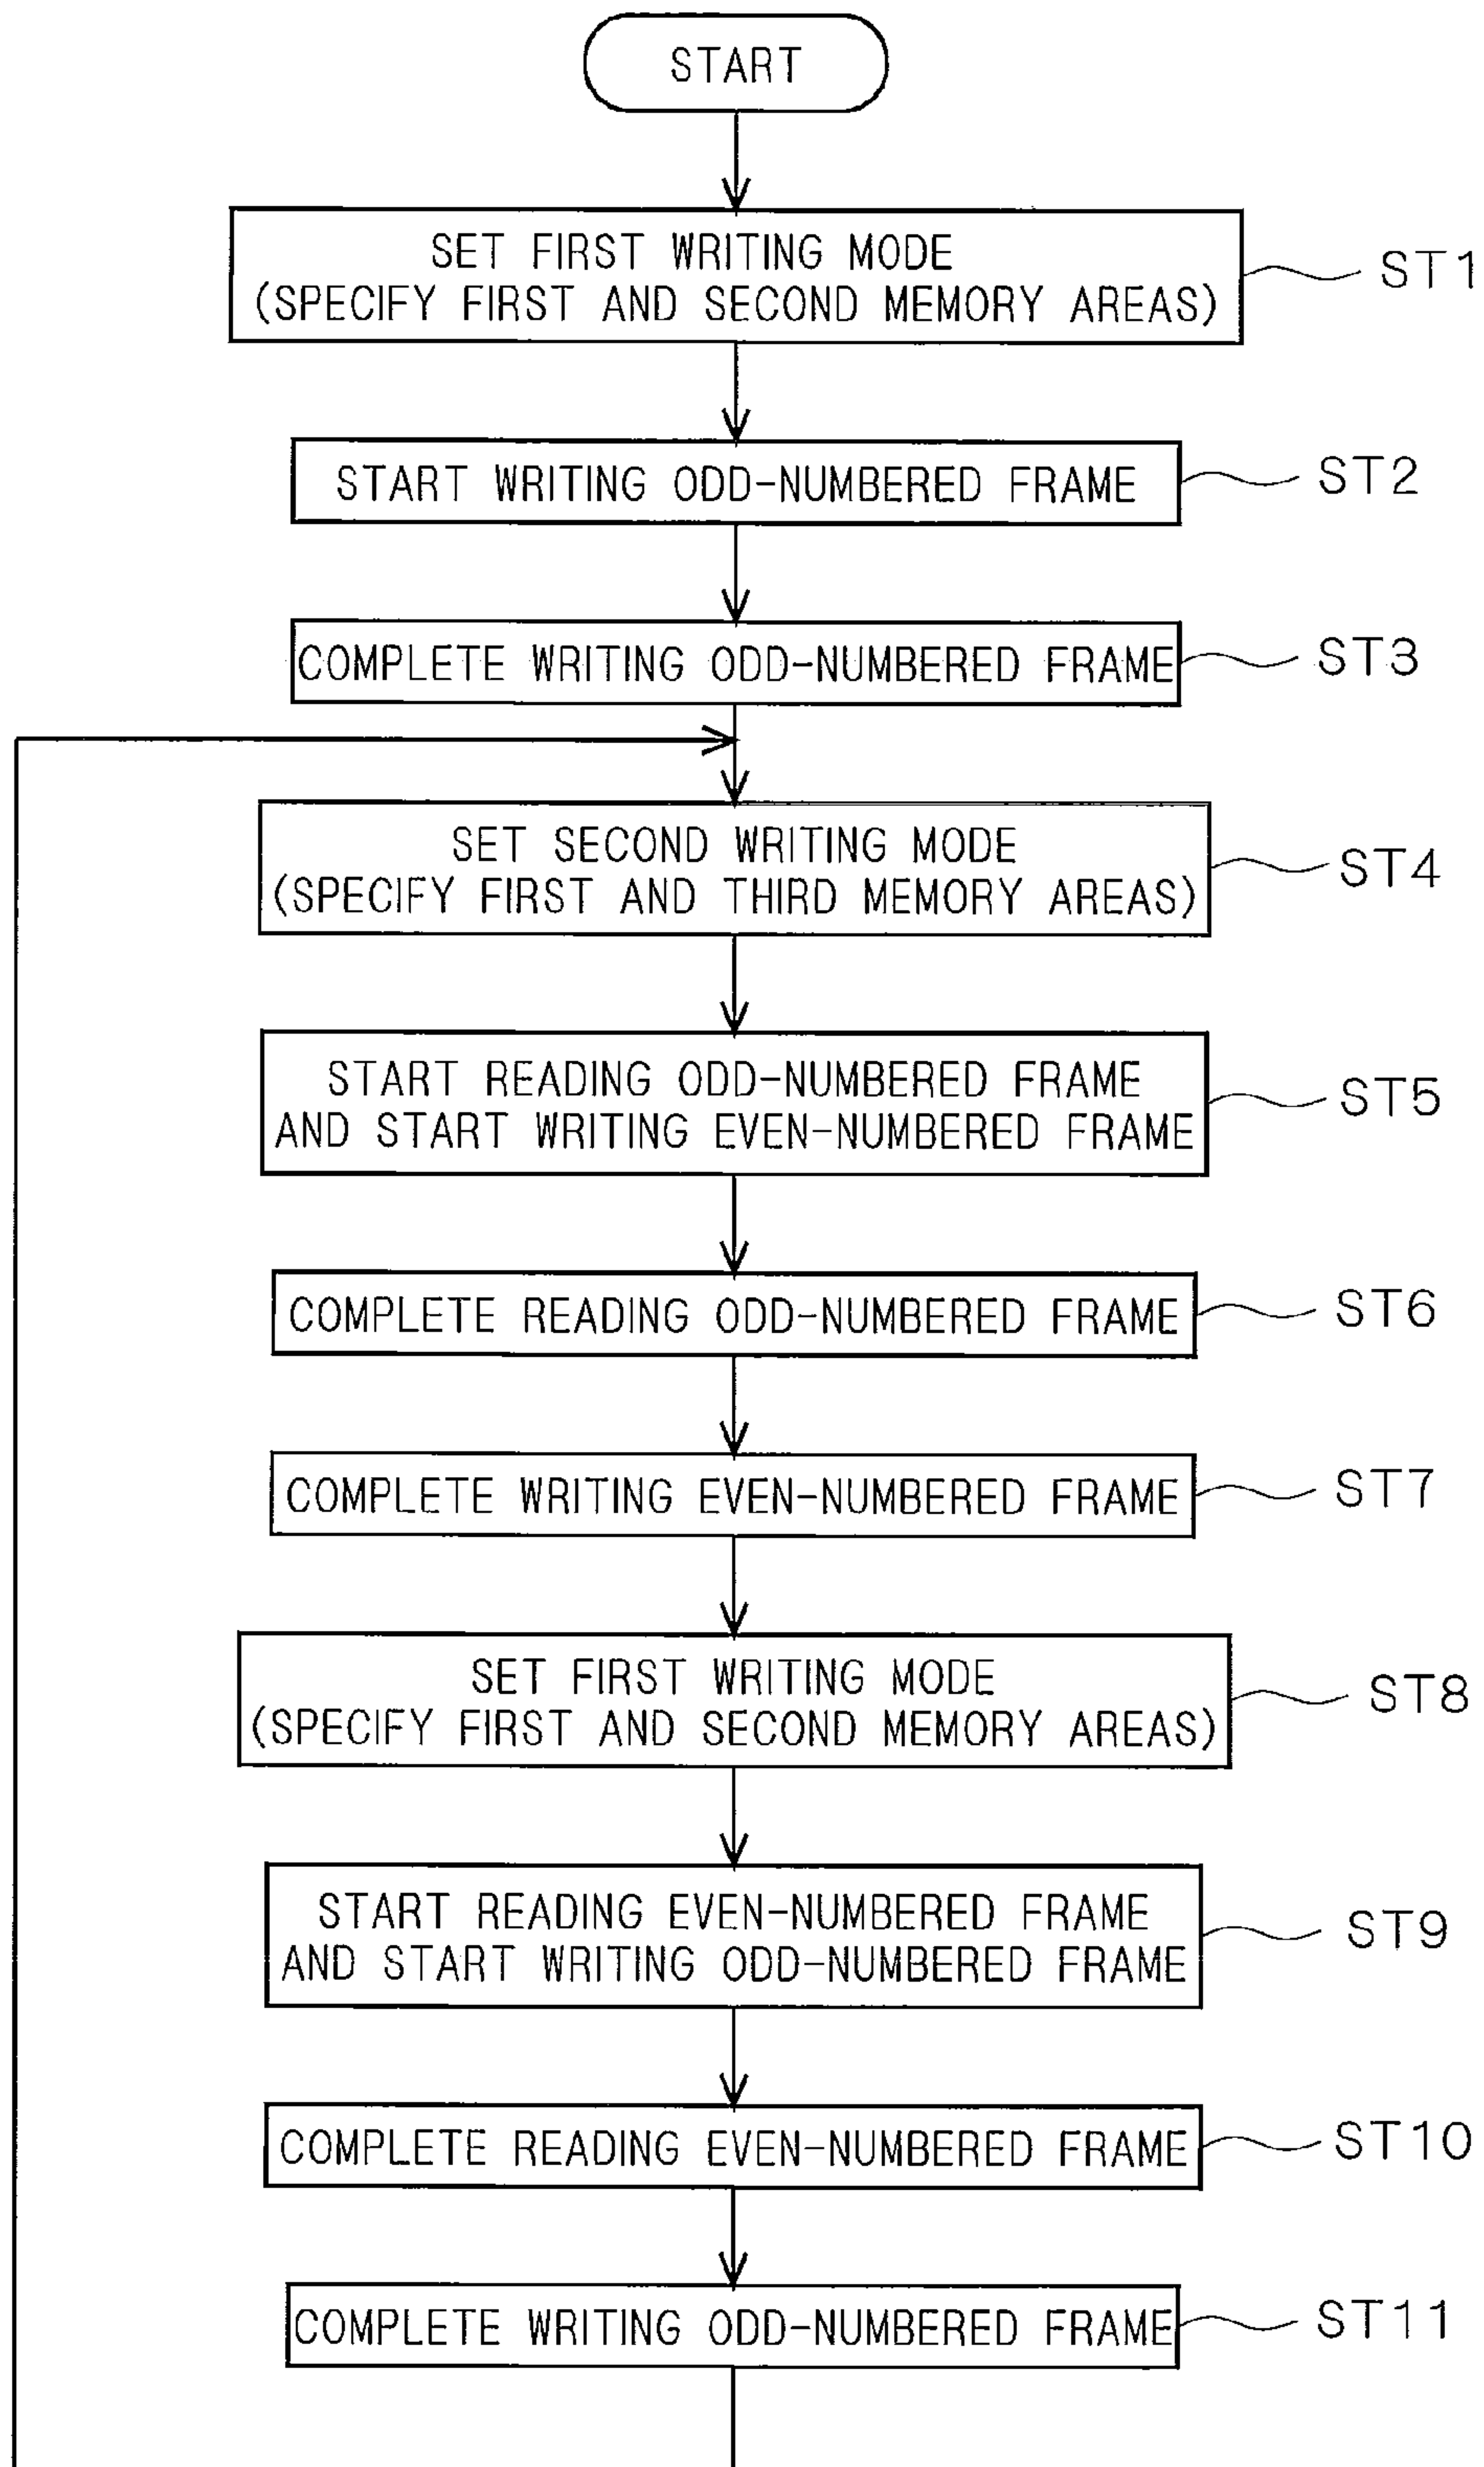 START
SET FIRST WRITING MODE
(SPECIFY FIRST AND SECOND MEMORY AREAS)
ST1
START WRITING ODD-NUMBERED FRAME
ST2
COMPLETE WRITING ODD-NUMBERED FRAME
ST3
SET SECOND WRITING MODE
(SPECIFY FIRST AND THIRD MEMORY AREAS)
ST4
START READING ODD-NUMBERED FRAME
AND START WRITING EVEN-NUMBERED FRAME
ST5
COMPLETE READING ODD-NUMBERED FRAME
ST6
COMPLETE WRITING EVEN-NUMBERED FRAME
ST7
SET FIRST WRITING MODE
(SPECIFY FIRST AND SECOND MEMORY AREAS)
ST8
START READING EVEN-NUMBERED FRAME
AND START WRITING ODD-NUMBERED FRAME
ST9
COMPLETE READING EVEN-NUMBERED FRAME
ST10
COMPLETE WRITING ODD-NUMBERED FRAME
ST11